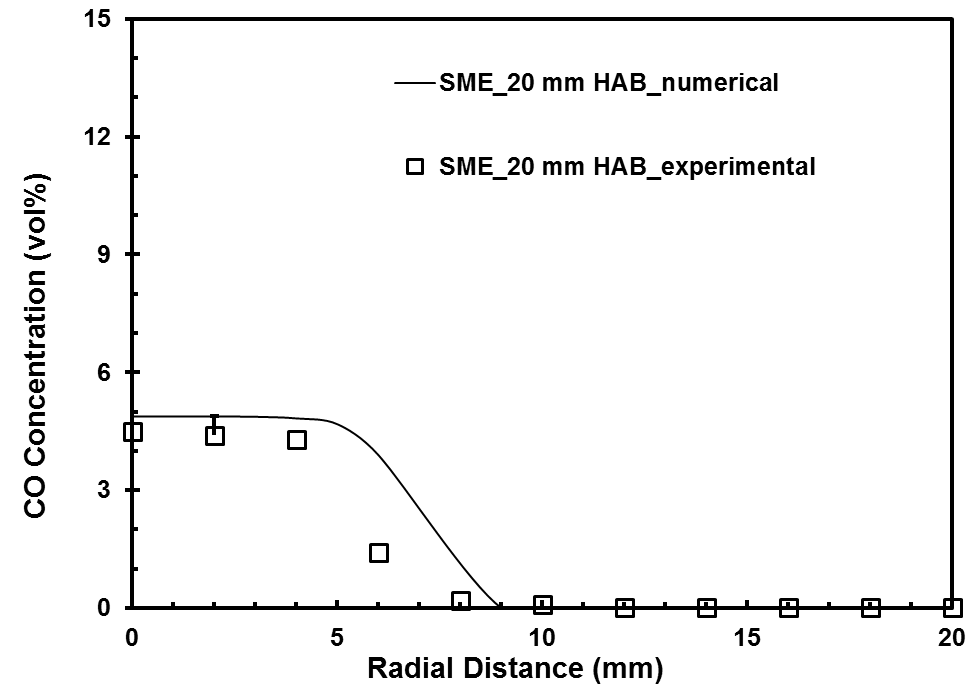 15
12
9
6
3
0
CO Concentration (vol%)
SME_20 mm HAB_numerical
SME_20 mm HAB_experimental
0 5 10 15 20
Radial Distance (mm)